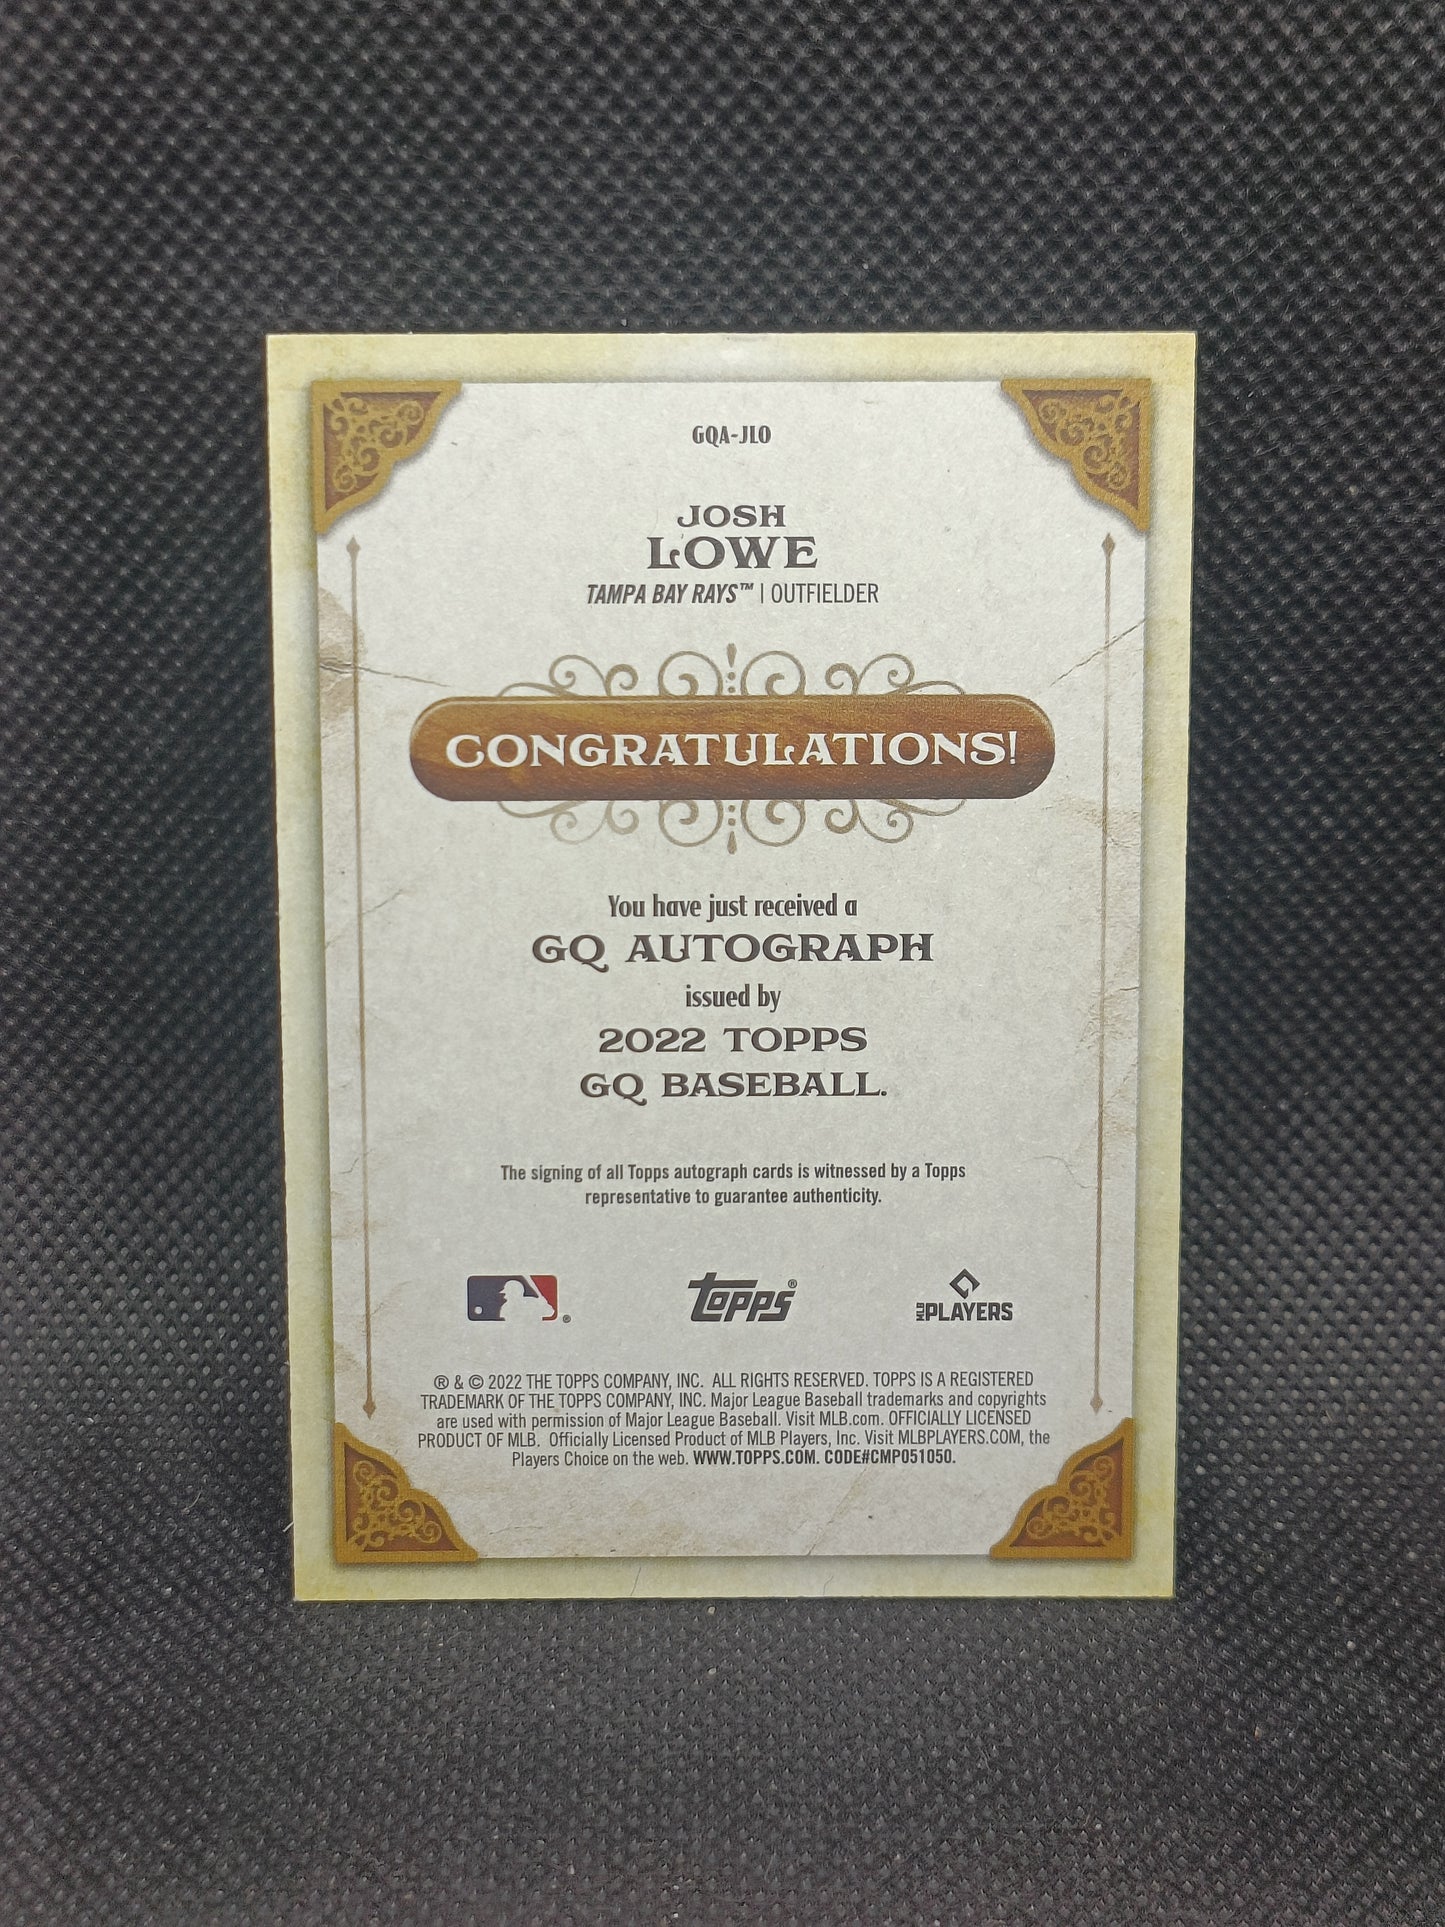 GQA-JLO
JOSH
LOWE
TAMPA BAY RAYS™ | OUTFIELDER
CONGRATULATIONS!
You have just received a
GQ AUTOGRAPH
issued by
2022 TOPPS
GQ BASEBALL.
The signing of all Topps autograph cards is witnessed by a Topps
representative to guarantee authenticity.
® Topps® MLB PLAYERS
® & © 2022 THE TOPPS COMPANY, INC. ALL RIGHTS RESERVED. TOPPS IS A REGISTERED
TRADEMARK OF THE TOPPS COMPANY, INC. Major League Baseball trademarks and copyrights
are used with permission of Major League Baseball. Visit MLB.com. OFFICIALLY LICENSED
PRODUCT OF MLB. Officially Licensed Product of MLB Players, Inc. Visit MLBPLAYERS.COM, the
Players Choice on the web. WWW.TOPPS.COM. CODE#CMP051050.